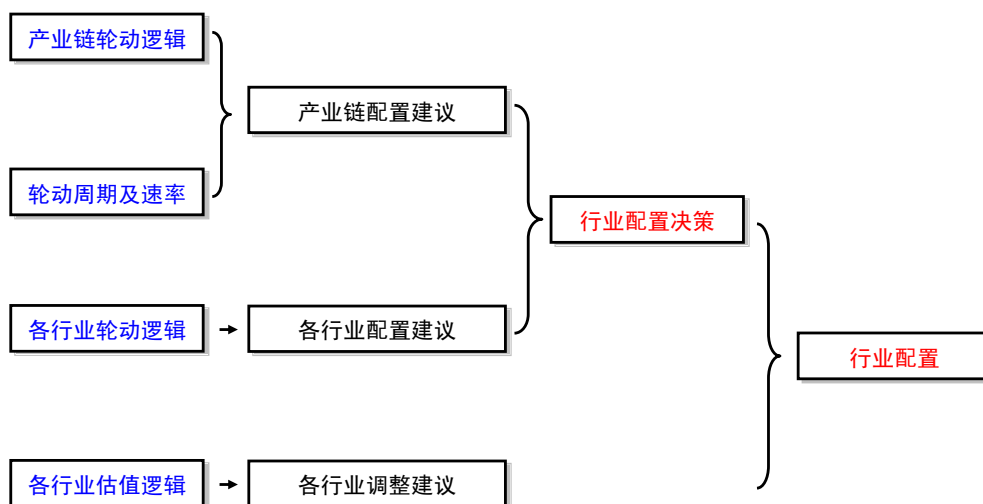 产业链轮动逻辑
产业链配置建议
轮动周期及速率
行业配置决策
各行业轮动逻辑
各行业配置建议
行业配置
各行业估值逻辑
各行业调整建议